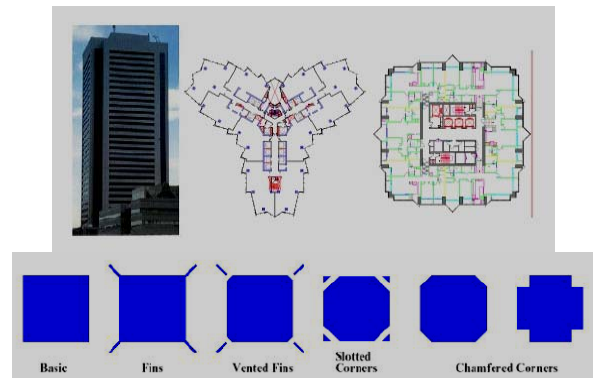 Basic
Fins
Vented Fins
Slotted
Corners
Chamfered Corners